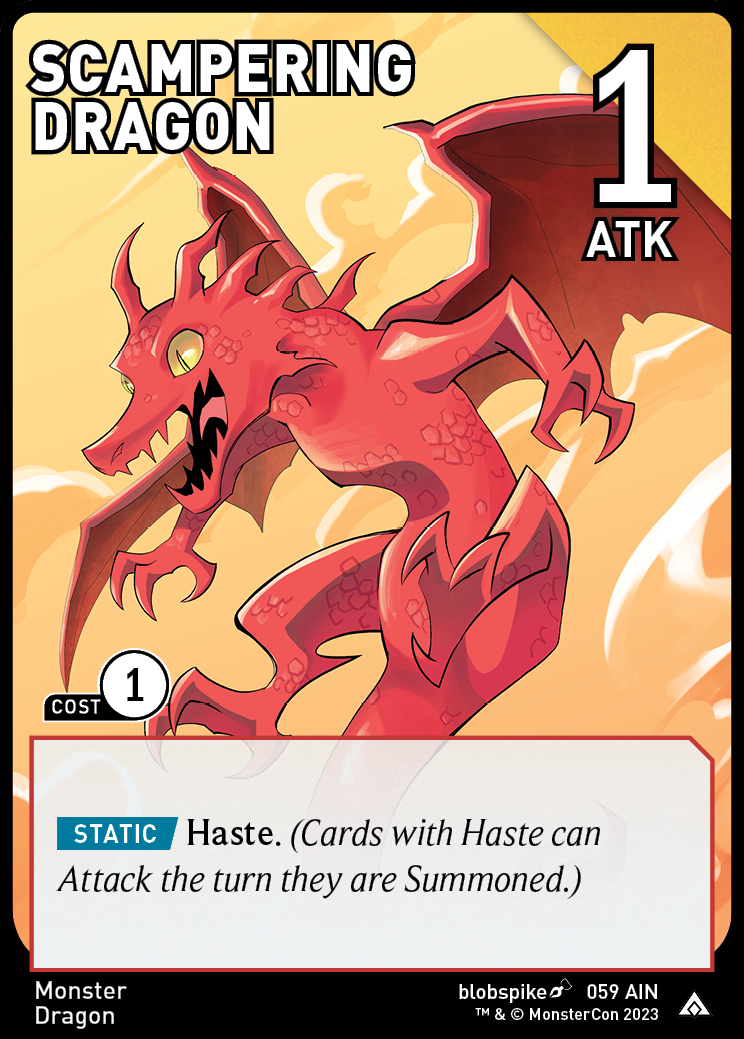 SCAMPERING
DRAGON
1
ATK
COST 1
STATIC Haste. (Cards with Haste can
Attack the turn they are Summoned.)
Monster
Dragon
blobspike 059 AIN
™ & © MonsterCon 2023